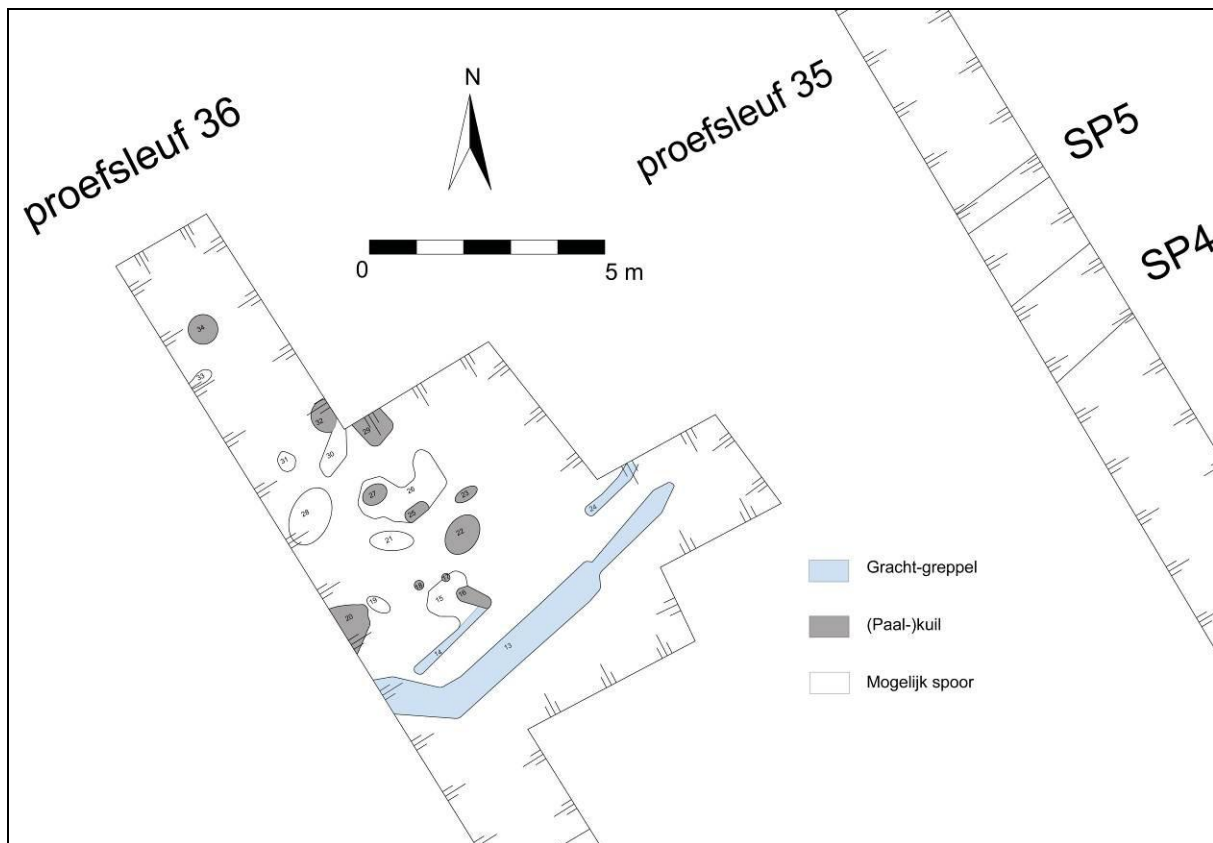 proefsleuf 36
N
proefsleuf 35
SP5
SP4
0
5 m
34
33
32
29
30
31
27
26
25
23
28
21
22
24
18
17
16
15
19
20
14
13
Gracht-greppel
(Paal-)kuil
Mogelijk spoor